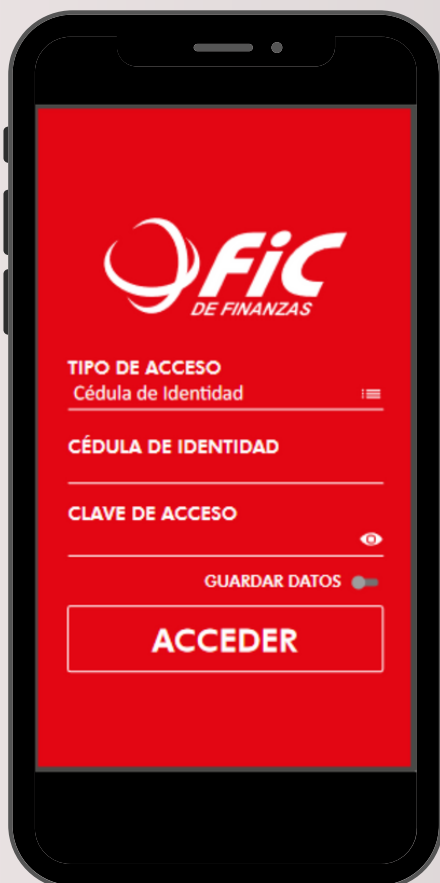 FiC
DE FINANZAS
TIPO DE ACCESO
Cédula de Identidad
CÉDULA DE IDENTIDAD
CLAVE DE ACCESO
GUARDAR DATOS
ACCEDER